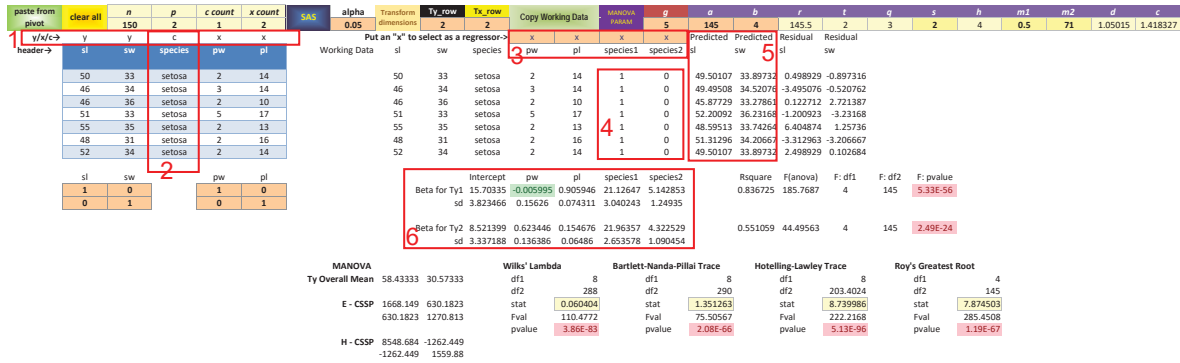 paste from pivot clear all n p c count x count SAS alpha Transform dimensions Ty_row Tx_row Copy Working Data MANOVA PARAM g a b r t q s h m1 m2 d c
150 2 1 2 0.05 2 2 5 145 4 145.5 2 3 2 4 0.5 71 1.05015 1.418327
1 y/x/c-> y y c x x Put an "x" to select as a regressor-> x x x x Predicted Predicted Residual Residual
header-> sl sw species pw pl Working Data sl sw species pw pl species1 species2 sl sw sl sw
3 5
50 33 setosa 2 14 50 33 setosa 2 14 1 0 49.50107 33.89732 0.498929 -0.897316
46 34 setosa 3 14 46 34 setosa 3 14 1 0 49.49508 34.52076 -3.495076 -0.520762
46 36 setosa 2 10 46 36 setosa 2 10 1 0 45.87729 33.27861 0.122712 2.721387
51 33 setosa 5 17 51 33 setosa 5 17 4 1 0 52.20092 36.23168 -1.200923 -3.23168
55 35 setosa 2 13 55 35 setosa 2 13 1 0 48.59513 33.74264 6.404874 1.25736
48 31 setosa 2 16 48 31 setosa 2 16 1 0 51.31296 34.20667 -3.312963 -3.206667
52 34 setosa 2 14 52 34 setosa 2 14 1 0 49.50107 33.89732 2.498929 0.102684
2
sl sw pw pl Intercept pw pl species1 species2 Rsquare F(anova) F: df1 F: df2 F: pvalue
1 0 1 0 Beta for Ty1 15.70335 -0.005995 0.905946 21.12647 5.142853 0.836725 185.7687 4 145 5.33E-56
0 1 0 1 sd 3.823466 0.15626 0.074311 3.040243 1.24935
Beta for Ty2 8.521399 0.623446 0.154676 21.96357 4.322529 0.551059 44.49563 4 145 2.49E-24
6 sd 3.337188 0.136386 0.06486 2.653578 1.090454
MANOVA Wilks' Lambda Bartlett-Nanda-Pillai Trace Hotelling-Lawley Trace Roy's Greatest Root
Ty Overall Mean 58.43333 30.57333 df1 8 df1 8 df1 8 df1 4
df2 288 df2 290 df2 203.4024 df2 145
E - CSSP 1668.149 630.1823 stat 0.060404 stat 1.351263 stat 8.739986 stat 7.874503
630.1823 1270.813 Fval 110.4772 Fval 75.50567 Fval 222.2168 Fval 285.4508
pvalue 3.86E-83 pvalue 2.08E-66 pvalue 5.13E-96 pvalue 1.19E-67
H - CSSP 8548.684 -1262.449
-1262.449 1559.88